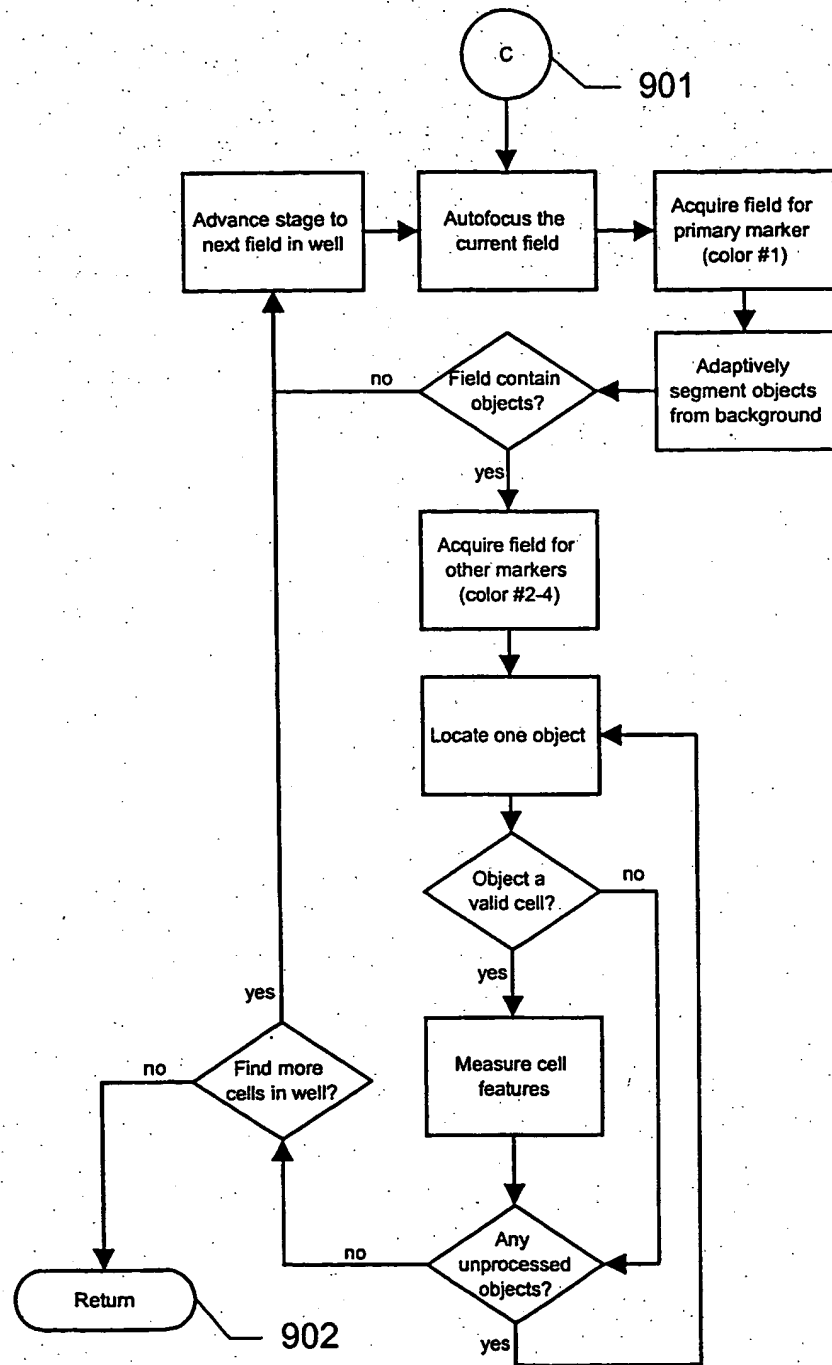 C
901
Advance stage to
next field in well
Autofocus the
current field
Acquire field for
primary marker
(color #1)
Adaptively
segment objects
from background
Field contain
objects?
no
yes
Acquire field for
other markers
(color #2-4)
Locate one object
Object a
valid cell?
no
yes
Measure cell
features
Any
unprocessed
objects?
no
yes
Find more
cells in well?
yes
no
Return
902